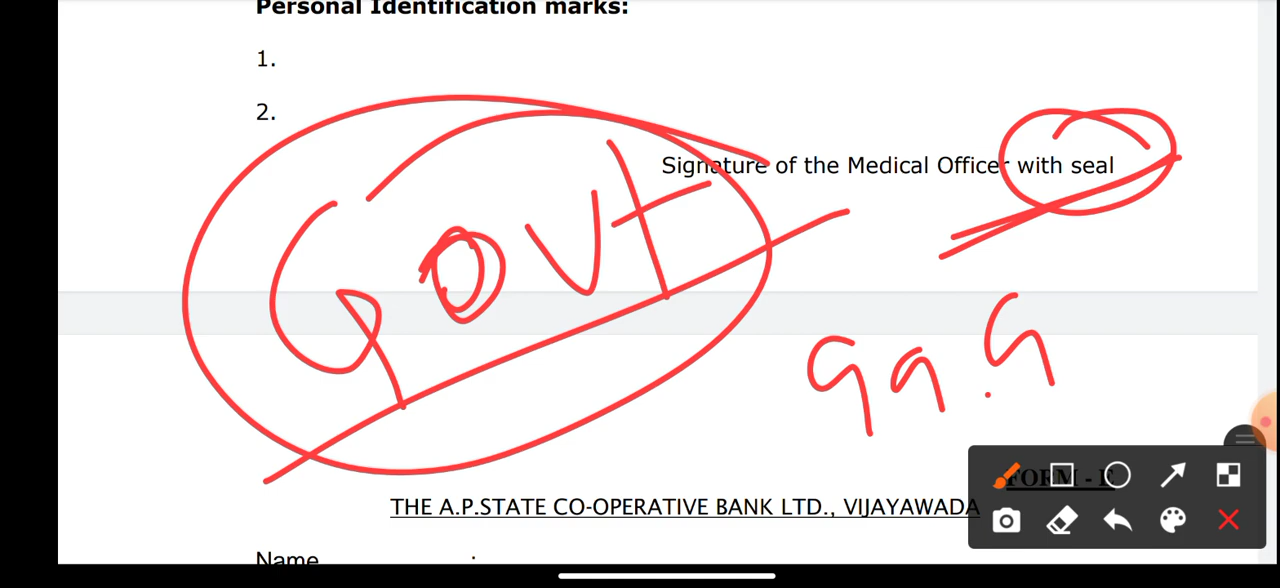 Personal Identification marks:
1.
2.
Signature of the Medical Officer with seal
GOVT
99.9
FORM - E
THE A.P.STATE CO-OPERATIVE BANK LTD., VIJAYAWADA
Name :